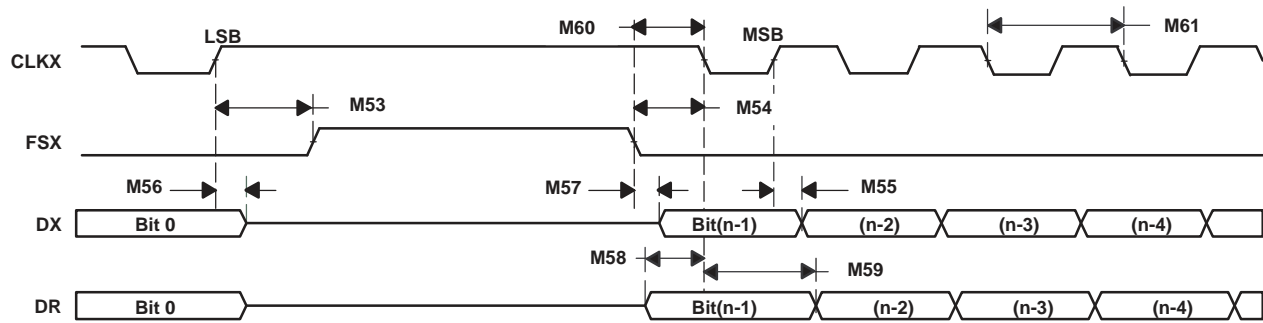 LSB M60 MSB M61
CLKX
M53 M54
FSX
M56 M57 M55
DX Bit 0 Bit(n-1) (n-2) (n-3) (n-4)
M58 M59
DR Bit 0 Bit(n-1) (n-2) (n-3) (n-4)